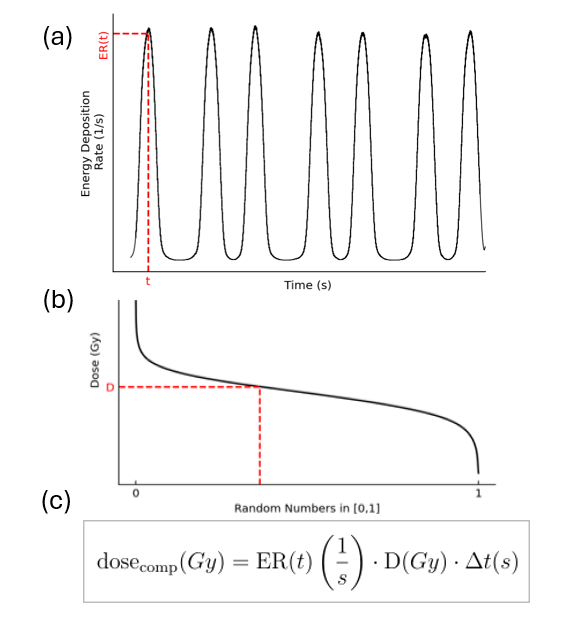 (a)
ER(t)
Energy Deposition
Rate (1/s)
t
Time (s)
(b)
Dose (Gy)
D
0
1
Random Numbers in [0,1]
(c)
dose_comp(Gy) = ER(t) (1/s) · D(Gy) · Δt(s)